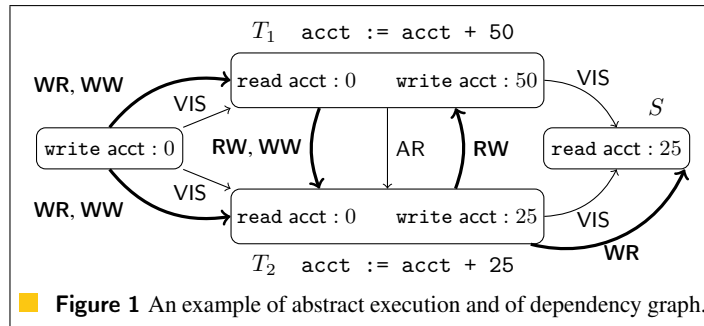 T₁ acct := acct + 50
WR, WW
VIS
read acct : 0 write acct : 50
VIS
S
write acct : 0
RW, WW
AR
RW
read acct : 25
VIS
WR, WW
read acct : 0 write acct : 25
VIS
WR
T₂ acct := acct + 25
Figure 1 An example of abstract execution and of dependency graph.